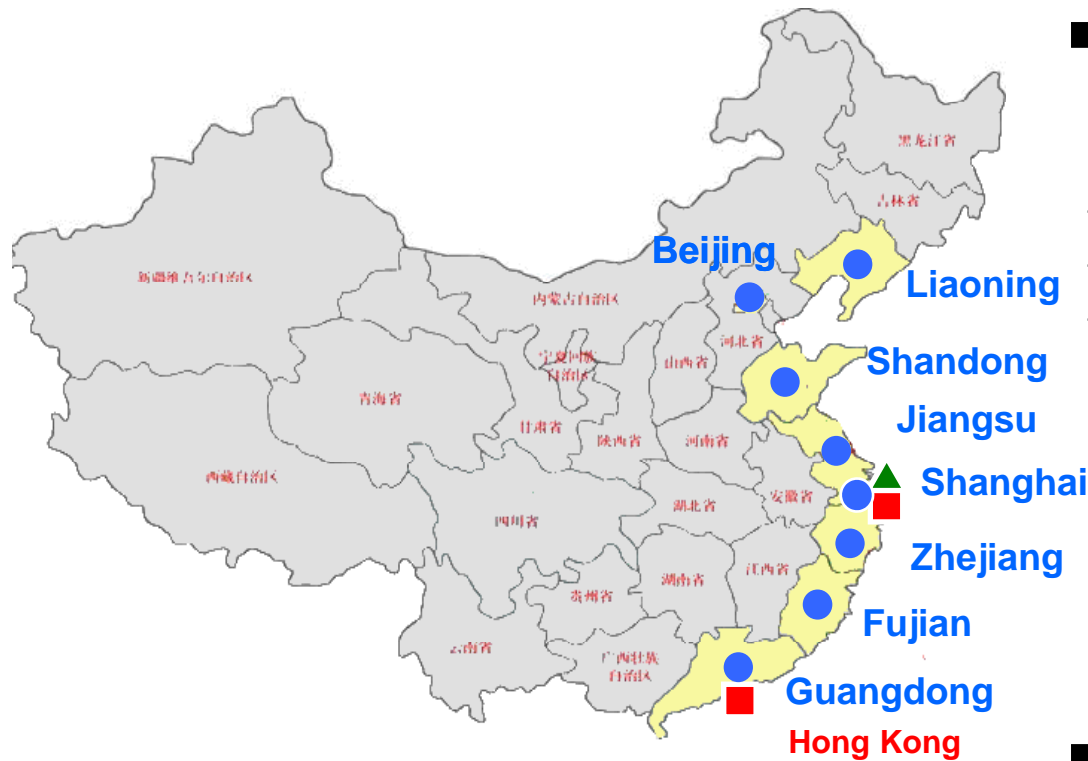 黑龙江省
吉林省
Beijing
Liaoning
新疆维吾尔自治区
内蒙古自治区
河北省
宁夏回族
自治区
山西省
Shandong
青海省
甘肃省
陕西省
河南省
Jiangsu
西藏自治区
Shanghai
安徽省
湖北省
四川省
Zhejiang
江西省
湖南省
贵州省
Fujian
云南省
广西壮族
自治区
Guangdong
Hong Kong